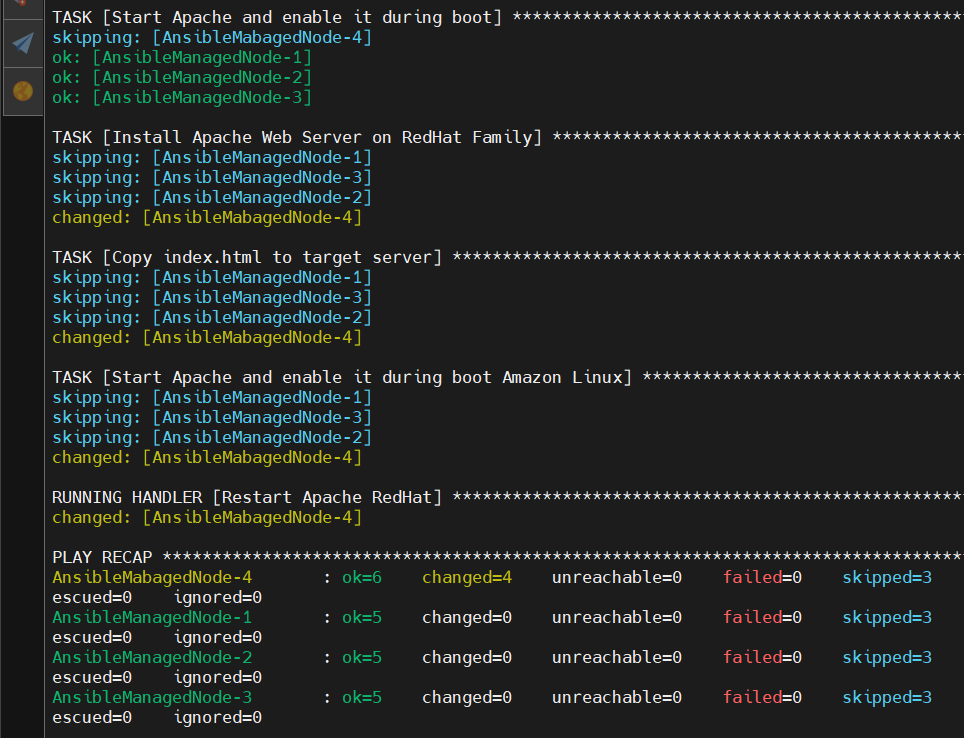 TASK [Start Apache and enable it during boot] *********************************************
skipping: [AnsibleMabagedNode-4]
ok: [AnsibleManagedNode-1]
ok: [AnsibleManagedNode-2]
ok: [AnsibleManagedNode-3]
TASK [Install Apache Web Server on RedHat Family] *****************************************
skipping: [AnsibleManagedNode-1]
skipping: [AnsibleManagedNode-3]
skipping: [AnsibleManagedNode-2]
changed: [AnsibleMabagedNode-4]
TASK [Copy index.html to target server] ***************************************************
skipping: [AnsibleManagedNode-1]
skipping: [AnsibleManagedNode-3]
skipping: [AnsibleManagedNode-2]
changed: [AnsibleMabagedNode-4]
TASK [Start Apache and enable it during boot Amazon Linux] ********************************
skipping: [AnsibleManagedNode-1]
skipping: [AnsibleManagedNode-3]
skipping: [AnsibleManagedNode-2]
changed: [AnsibleMabagedNode-4]
RUNNING HANDLER [Restart Apache RedHat] ***************************************************
changed: [AnsibleMabagedNode-4]
PLAY RECAP ********************************************************************************
AnsibleMabagedNode-4       : ok=6    changed=4    unreachable=0    failed=0    skipped=3
escued=0    ignored=0
AnsibleManagedNode-1       : ok=5    changed=0    unreachable=0    failed=0    skipped=3
escued=0    ignored=0
AnsibleManagedNode-2       : ok=5    changed=0    unreachable=0    failed=0    skipped=3
escued=0    ignored=0
AnsibleManagedNode-3       : ok=5    changed=0    unreachable=0    failed=0    skipped=3
escued=0    ignored=0